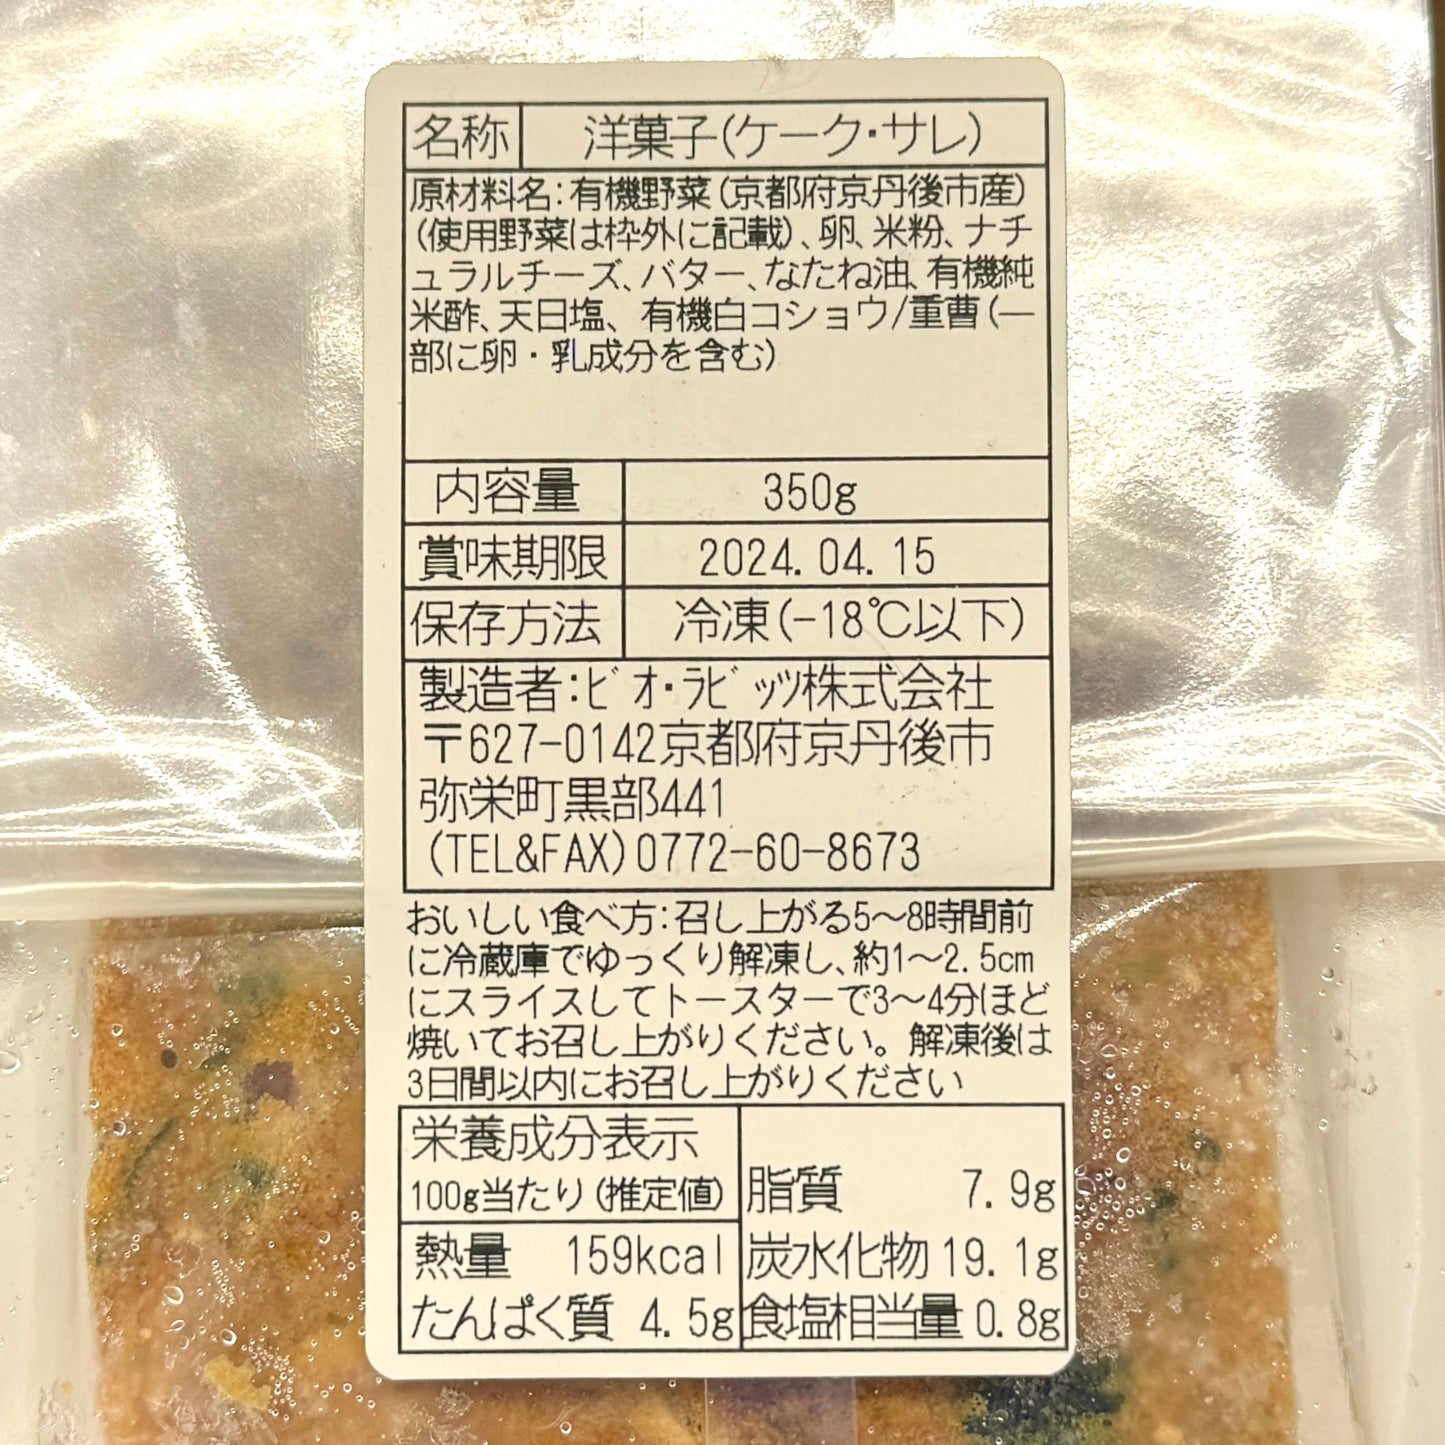 名称 洋菓子(ケーク・サレ)
原材料名:有機野菜(京都府京丹後市産)
(使用野菜は枠外に記載)、卵、米粉、ナチ
ュラルチーズ、バター、なたね油、有機純
米酢、天日塩、有機白コショウ/重曹(一
部に卵・乳成分を含む)
内容量 350g
賞味期限 2024.04.15
保存方法 冷凍(-18℃以下)
製造者:ﾋﾞｵ・ﾗﾋﾞｯﾂ株式会社
〒627-0142京都府京丹後市
弥栄町黒部441
(TEL&FAX)0772-60-8673
おいしい食べ方:召し上がる5〜8時間前
に冷蔵庫でゆっくり解凍し、約1〜2.5cm
にスライスしてトースターで3〜4分ほど
焼いてお召し上がりください。解凍後は
3日間以内にお召し上がりください
栄養成分表示
100g当たり(推定値)
熱量 159kcal
たんぱく質 4.5g
脂質 7.9g
炭水化物 19.1g
食塩相当量 0.8g